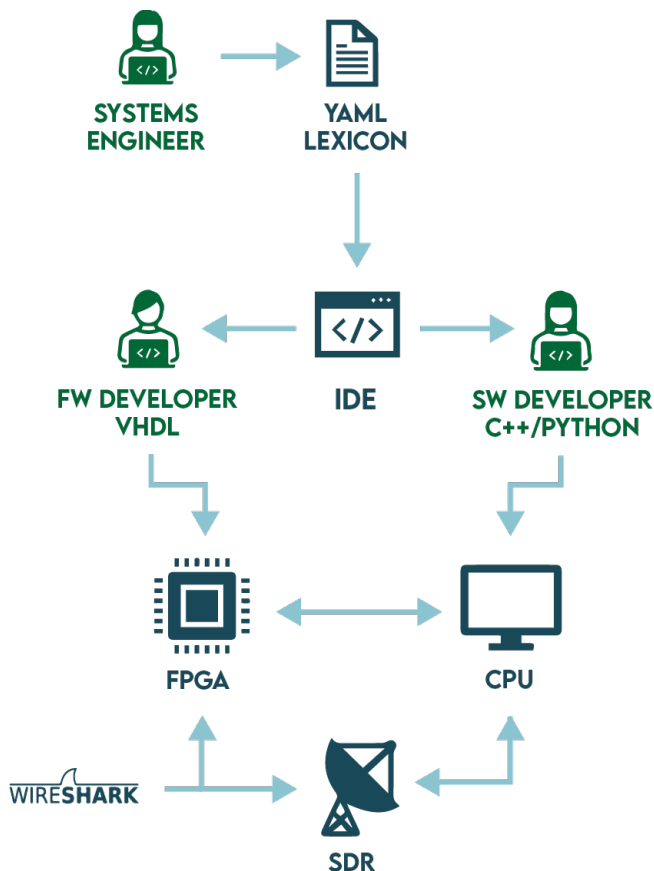 </>
SYSTEMS
ENGINEER
YAML
LEXICON
</>
</>
</>
FW DEVELOPER
VHDL
IDE
SW DEVELOPER
C++/PYTHON
FPGA
CPU
WIRESHARK
SDR